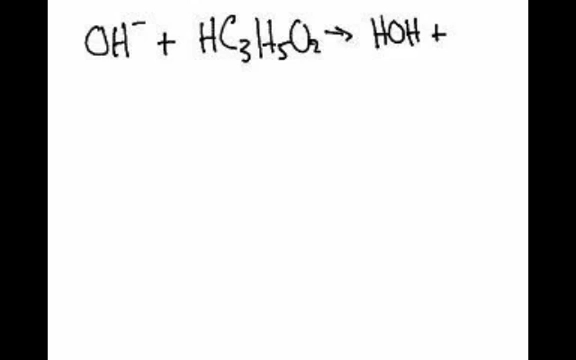 OH⁻ + HC₃H₅O₂ → HOH +